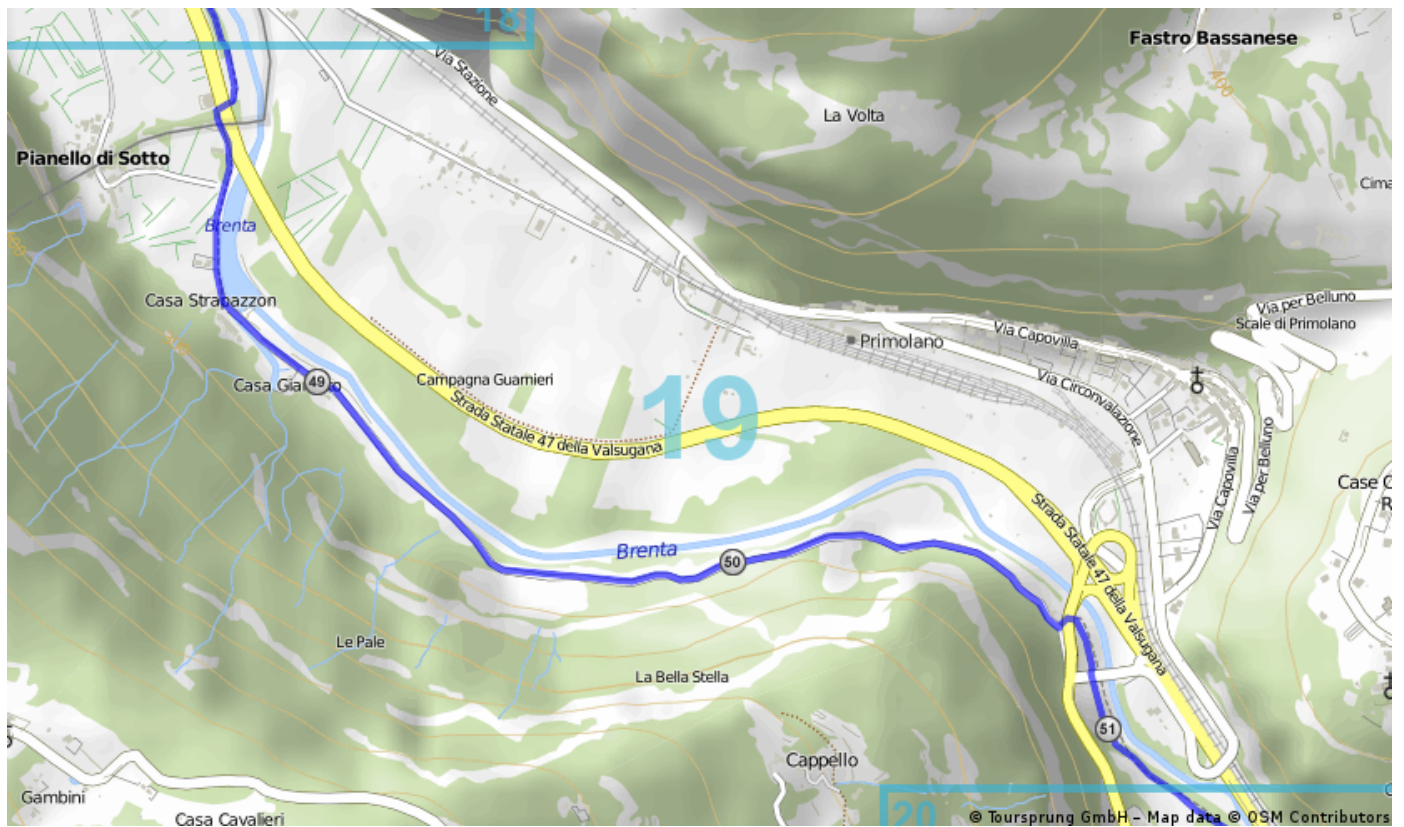 18
Fastro Bassanese
Via Stazione
400
La Volta
Pianello di Sotto
Cima
Brenta
Casa Strapazzon
Via per Belluno
Scale di Primolano
Via Capovilla
Primolano
49
Campagna Guarnieri
Via Circonvalazione
19
Strada Statale 47 della Valsugana
Via Capovilla
Via per Belluno
Case
Strada Statale 47 della Valsugana
Brenta
50
Le Pale
La Bella Stella
51
Cappello
Gambini
20
Casa Cavalieri
© Toursprung GmbH – Map data © OSM Contributors